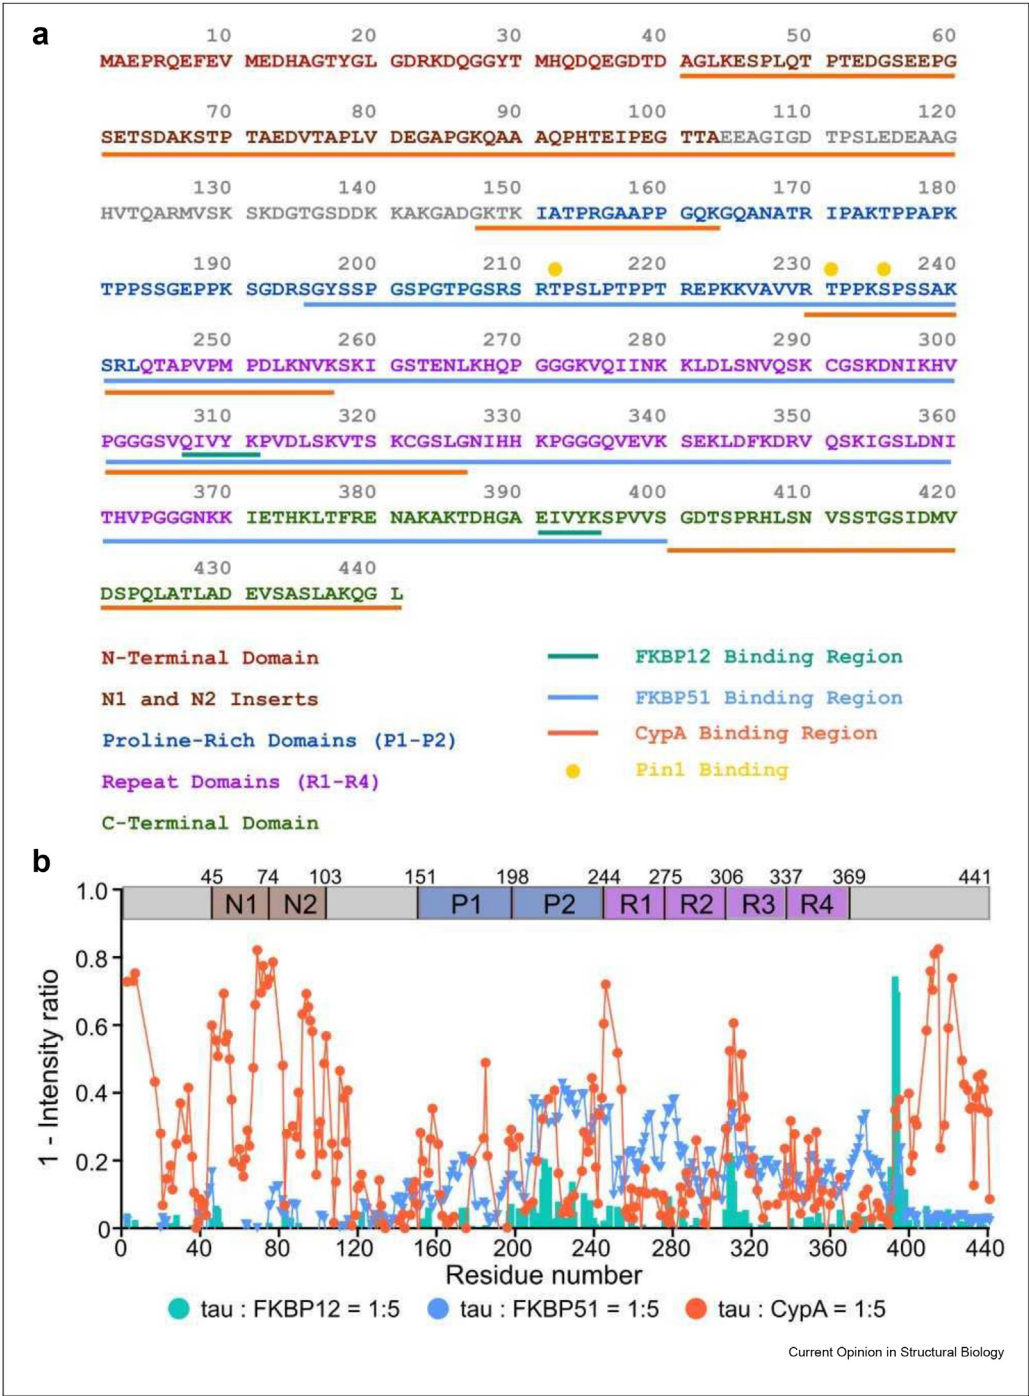 a
10 20 30 40 50 60
MAEPRQEFEV MEDHAGTYGL GDRKDQGGYT MHQDQEGDTD AGLKESPLQT PTEDGSEEPG
70 80 90 100 110 120
SETSDAKSTP TAEDVTAPLV DEGAPGKQAA AQPHTEIPEG TTAEEAGIGD TPSLEDEAAG
130 140 150 160 170 180
HVTQARMVSK SKDGTGSDDK KAKGADGKTK IATPRGAAPP GQKGQANATR IPAKTPPAPK
190 200 210 220 230 240
TPPSSGEPPK SGDRSGYSSP GSPGTPGSRS RTPSLPTPPT REPKKVAVVR TPPKSPSSAK
250 260 270 280 290 300
SRLQTAPVPM PDLKNVKSKI GSTENLKHQP GGGKVQIINK KLDLSNVQSK CGSKDNIKHV
310 320 330 340 350 360
PGGGSVQIVY KPVDLSKVTS KCGSLGNIHH KPGGGQVEVK SEKLDFKDRV QSKIGSLDNI
370 380 390 400 410 420
THVPGGGNKK IETHKLTFRE NAKAKTDHGA EIVYKSPVVS GDTSPRHLSN VSSTGSIDMV
430 440
DSPQLATLAD EVSASLAKQG L
N-Terminal Domain
N1 and N2 Inserts
Proline-Rich Domains (P1-P2)
Repeat Domains (R1-R4)
C-Terminal Domain
FKBP12 Binding Region
FKBP51 Binding Region
CypA Binding Region
Pin1 Binding
b
45 74 103 151 198 244 275 306 337 369 441
N1 N2 P1 P2 R1 R2 R3 R4
1 - Intensity ratio
1.0
0.8
0.6
0.4
0.2
0
0 40 80 120 160 200 240 280 320 360 400 440
Residue number
tau : FKBP12 = 1:5 tau : FKBP51 = 1:5 tau : CypA = 1:5
Current Opinion in Structural Biology